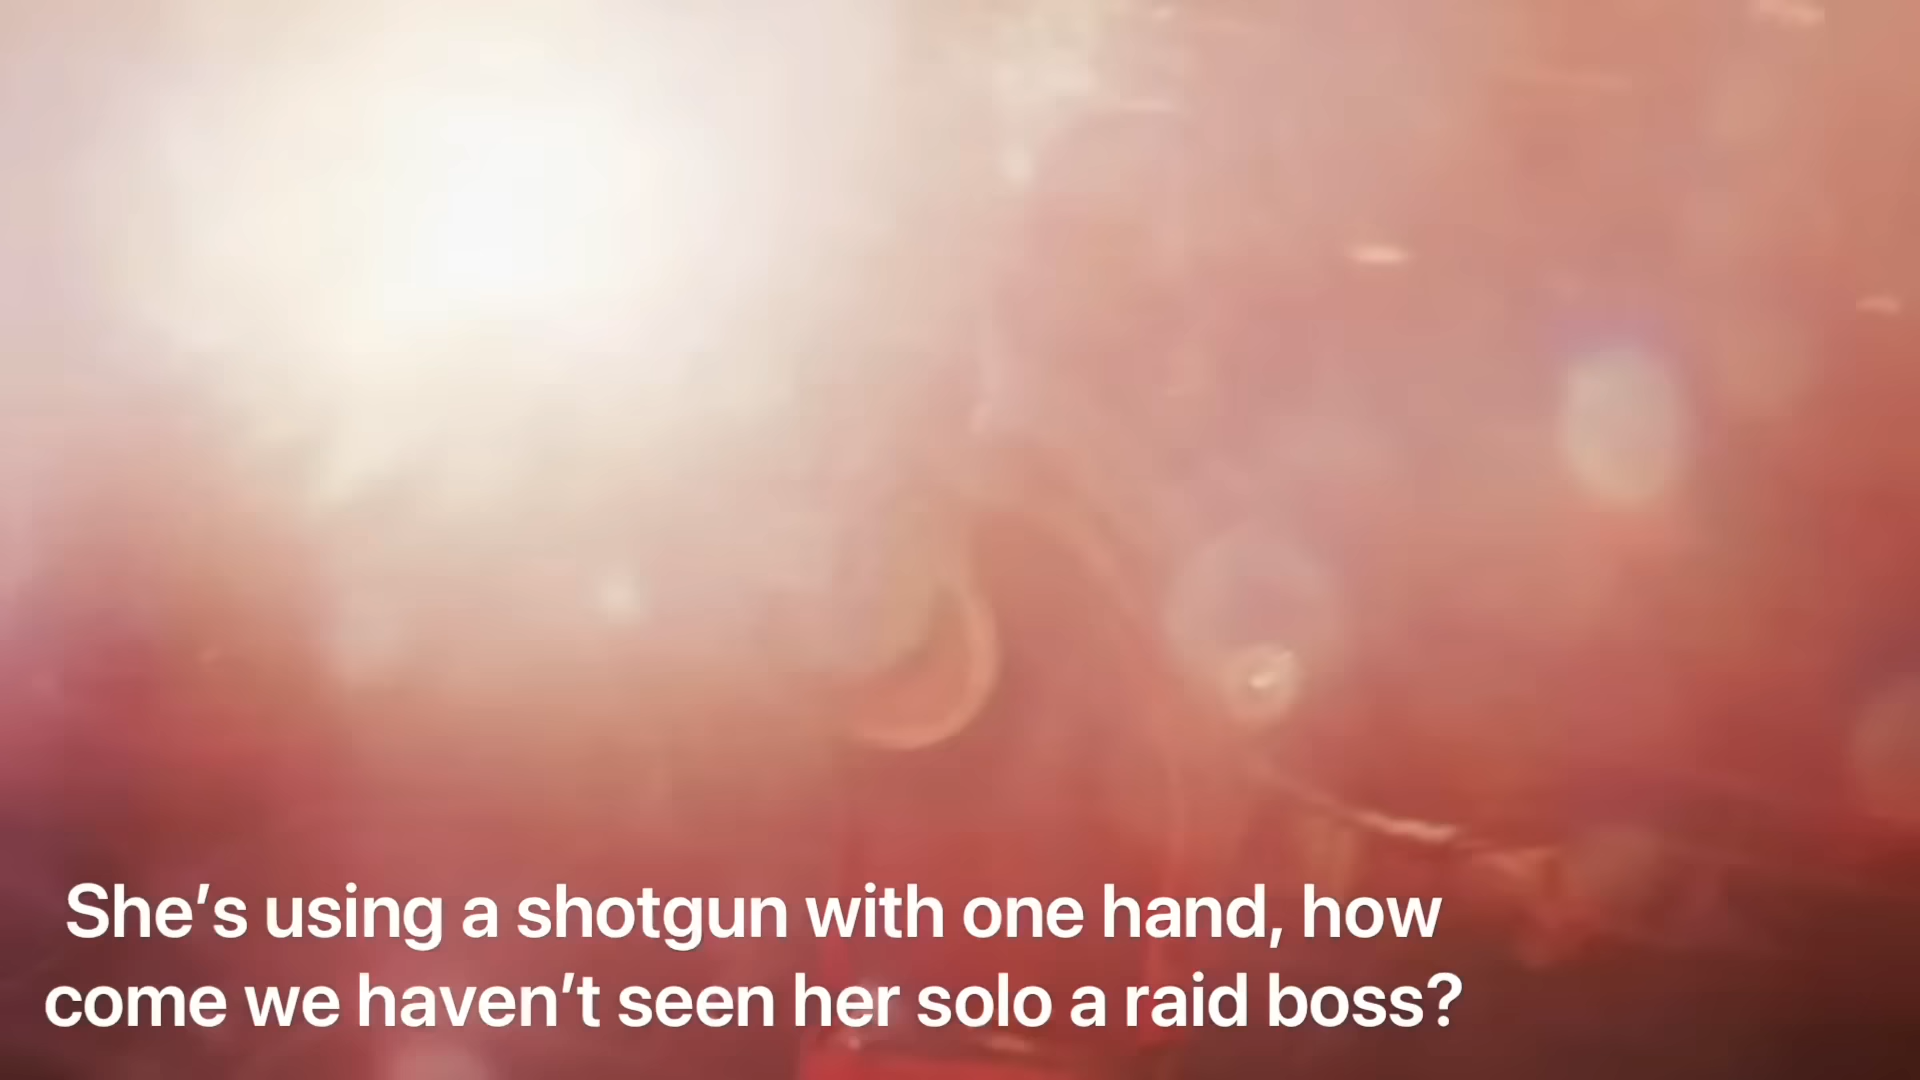 She’s using a shotgun with one hand, how
come we haven’t seen her solo a raid boss?